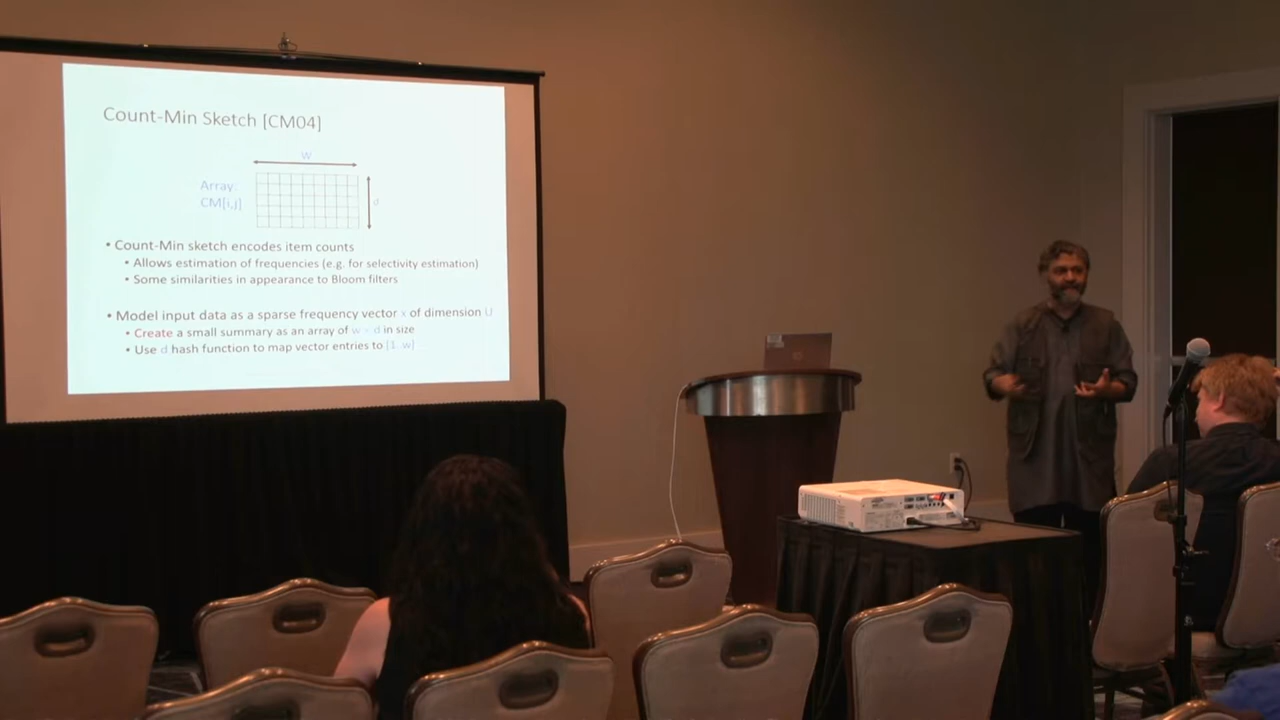 Count-Min Sketch [CM04]
W
Array:
CM[i,j]
d
• Count-Min sketch encodes item counts
• Allows estimation of frequencies (e.g. for selectivity estimation)
• Some similarities in appearance to Bloom filters
• Model input data as a sparse frequency vector x of dimension U
• Create a small summary as an array of w × d in size
• Use d hash function to map vector entries to [1..w]